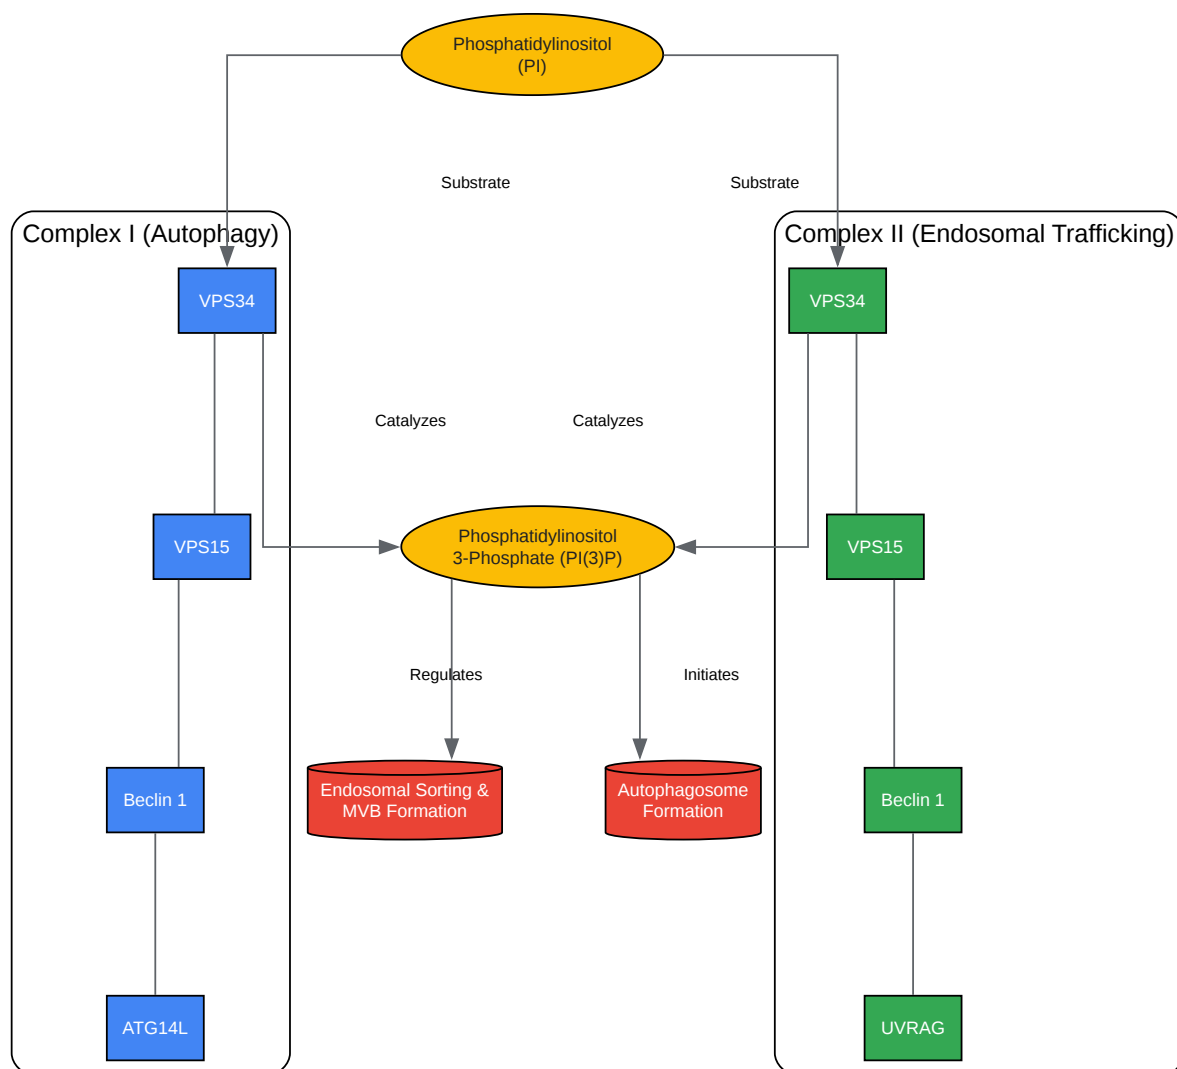 Phosphatidylinositol
(PI)
Substrate
Substrate
Complex I (Autophagy)
Complex II (Endosomal Trafficking)
VPS34
VPS34
Catalyzes
Catalyzes
VPS15
Phosphatidylinositol
3-Phosphate (PI(3)P)
VPS15
Regulates
Initiates
Beclin 1
Endosomal Sorting &
MVB Formation
Autophagosome
Formation
Beclin 1
ATG14L
UVRAG